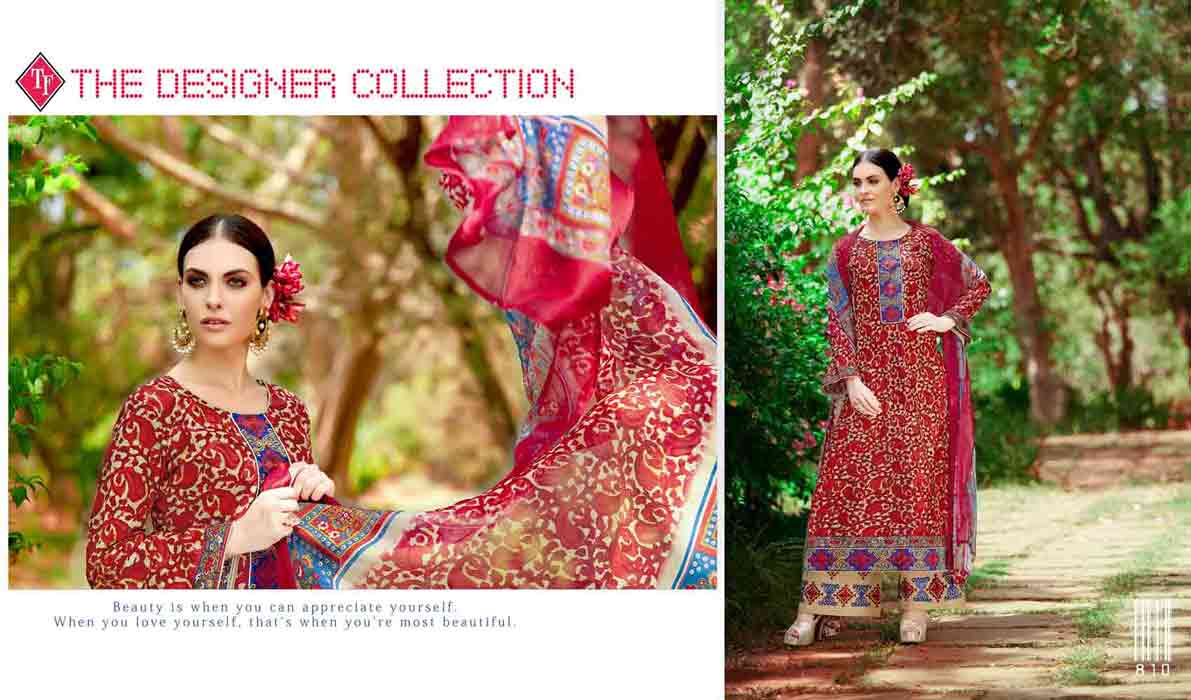 TF
THE DESIGNER COLLECTION
Beauty is when you can appreciate yourself.
When you love yourself, that's when you're most beautiful.
810